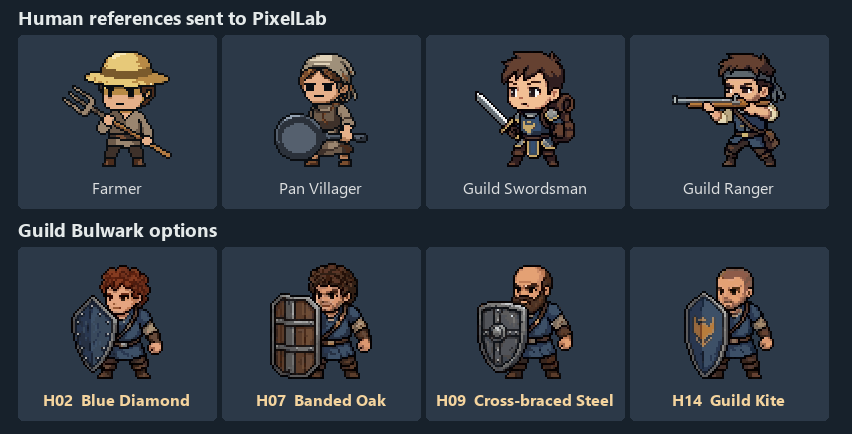 Human references sent to PixelLab
Farmer
Pan Villager
Guild Swordsman
Guild Ranger
Guild Bulwark options
H02 Blue Diamond
H07 Banded Oak
H09 Cross-braced Steel
H14 Guild Kite